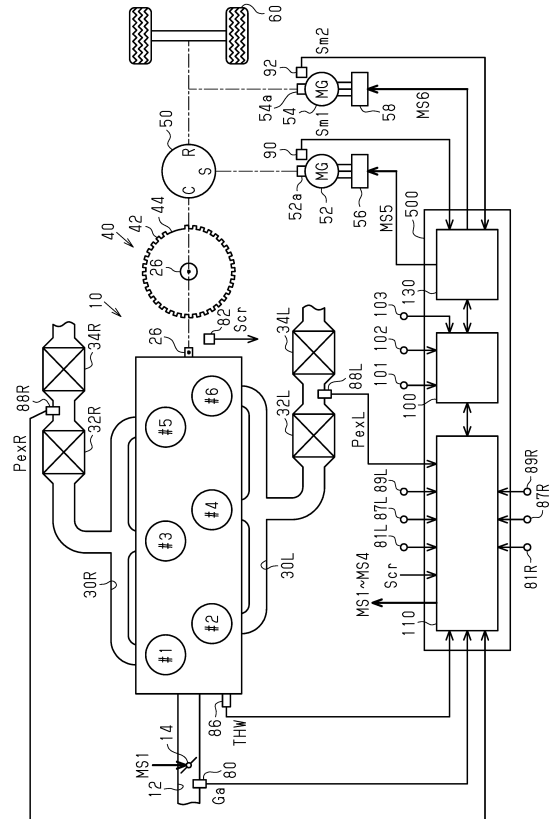 60
92
Sm2
54a
MG
54
58
MS6
Sm1
50
R
C
S
90
52a
MG
52
56
MS5
500
40
42
44
26
10
26
82
Scr
130
103
102
101
100
88R
34R
32R
PexR
34L
32L
88L
PexL
#5
#6
#3
#4
#1
#2
30R
30L
89L
87L
81L
Scr
MS1~MS4
110
89R
87R
81R
86
THW
14
MS1
12
80
Ga